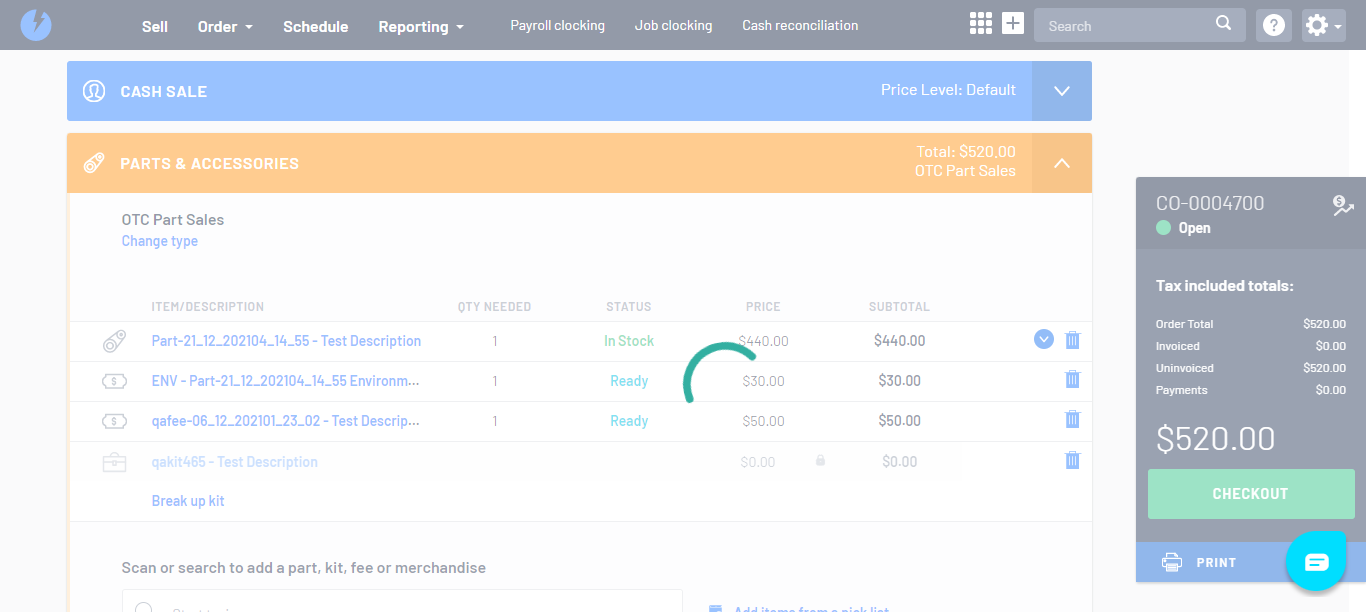 Sell Order Schedule Reporting Payroll clocking Job clocking Cash reconciliation Search
CASH SALE Price Level: Default
PARTS & ACCESSORIES Total: $520.00
OTC Part Sales
OTC Part Sales
Change type
ITEM/DESCRIPTION QTY NEEDED STATUS PRICE SUBTOTAL
Part-21_12_202104_14_55 - Test Description 1 In Stock $440.00 $440.00
ENV - Part-21_12_202104_14_55 Environm... 1 Ready $30.00 $30.00
qafee-06_12_202101_23_02 - Test Descrip... 1 Ready $50.00 $50.00
qakit465 - Test Description $0.00 $0.00
Break up kit
Scan or search to add a part, kit, fee or merchandise
Add items from a pick list
CO-0004700
Open
Tax included totals:
Order Total $520.00
Invoiced $0.00
Uninvoiced $520.00
Payments $0.00
$520.00
CHECKOUT
PRINT